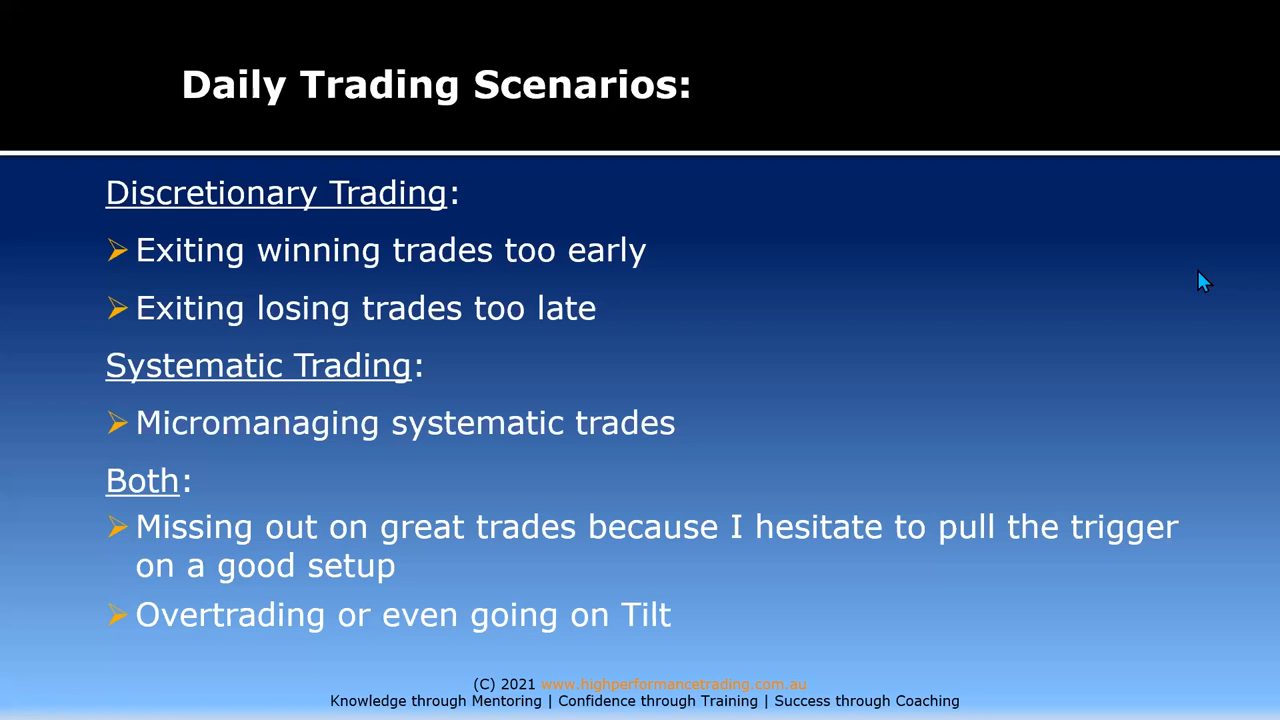 Daily Trading Scenarios:
Discretionary Trading:
Exiting winning trades too early
Exiting losing trades too late
Systematic Trading:
Micromanaging systematic trades
Both:
Missing out on great trades because I hesitate to pull the trigger
on a good setup
Overtrading or even going on Tilt
(C) 2021 www.highperformancetrading.com.au
Knowledge through Mentoring | Confidence through Training | Success through Coaching